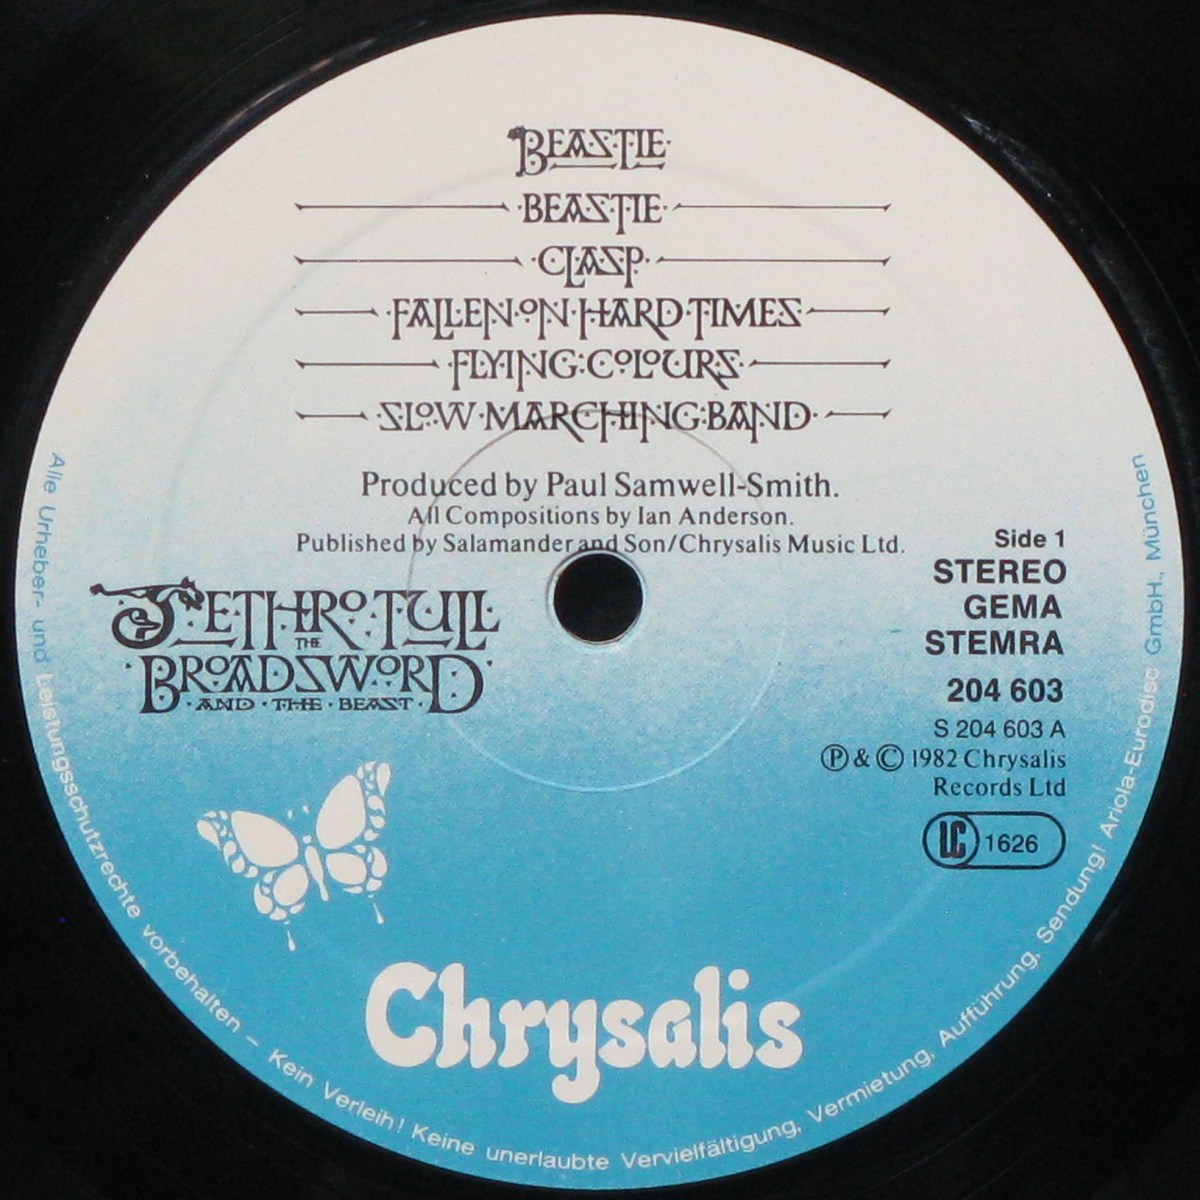 BEASTIE
BEASTIE
CLASP
FALLEN·ON·HARD TIMES
FLYING·COLOURS
SLOW·MARCHING·BAND
Produced by Paul Samwell-Smith.
All Compositions by Ian Anderson.
Published by Salamander and Son/Chrysalis Music Ltd.
Side 1
STEREO
GEMA
STEMRA
204 603
S 204 603 A
Ⓟ & © 1982 Chrysalis
Records Ltd
LC 1626
JETHRO TULL
THE
BROADSWORD
·AND·THE·BEAST·
Chrysalis
Alle Urheber- und Leistungsschutzrechte vorbehalten – Kein Verleih! Keine unerlaubte Vervielfältigung, Vermietung, Aufführung, Sendung! Ariola-Eurodisc GmbH., München